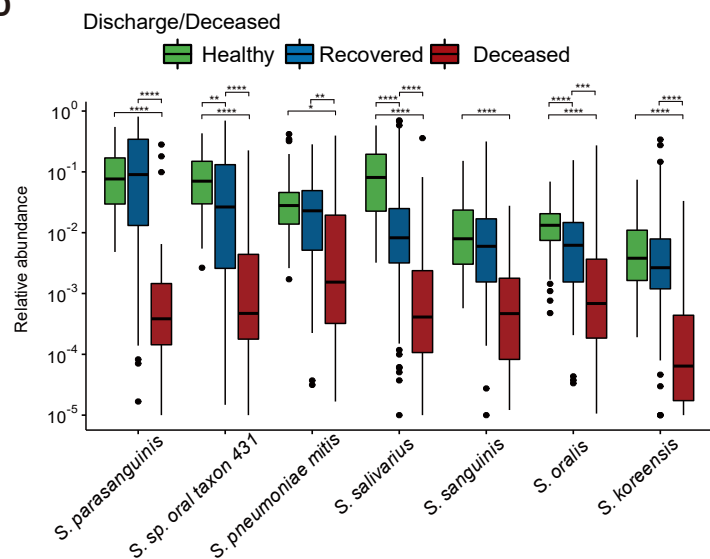 Discharge/Deceased
Healthy Recovered Deceased
**** ** **** ** **** *** ****
**** **** * **** **** **** **** **** ****
Relative abundance
10^0
10^-1
10^-2
10^-3
10^-4
10^-5
S. parasanguinis
S. sp. oral taxon 431
S. pneumoniae mitis
S. salivarius
S. sanguinis
S. oralis
S. koreensis